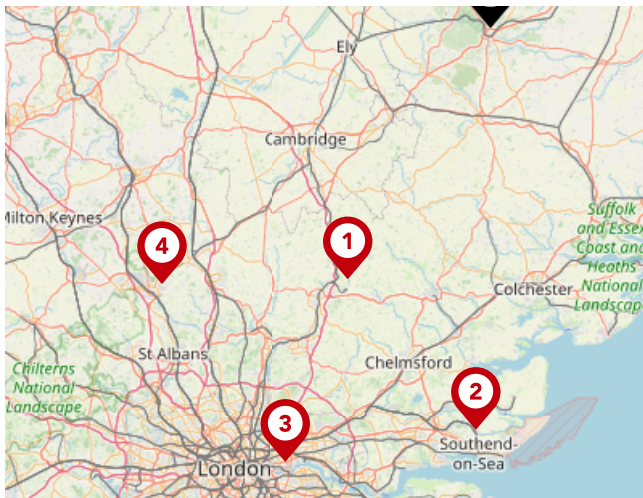 Ely
Cambridge
Milton Keynes
Suffolk
and Essex
Coast and
Heaths
National
Landscape
4
1
Colchester
St Albans
Chelmsford
Chilterns
National
Landscape
2
3
Southend-
on-Sea
London